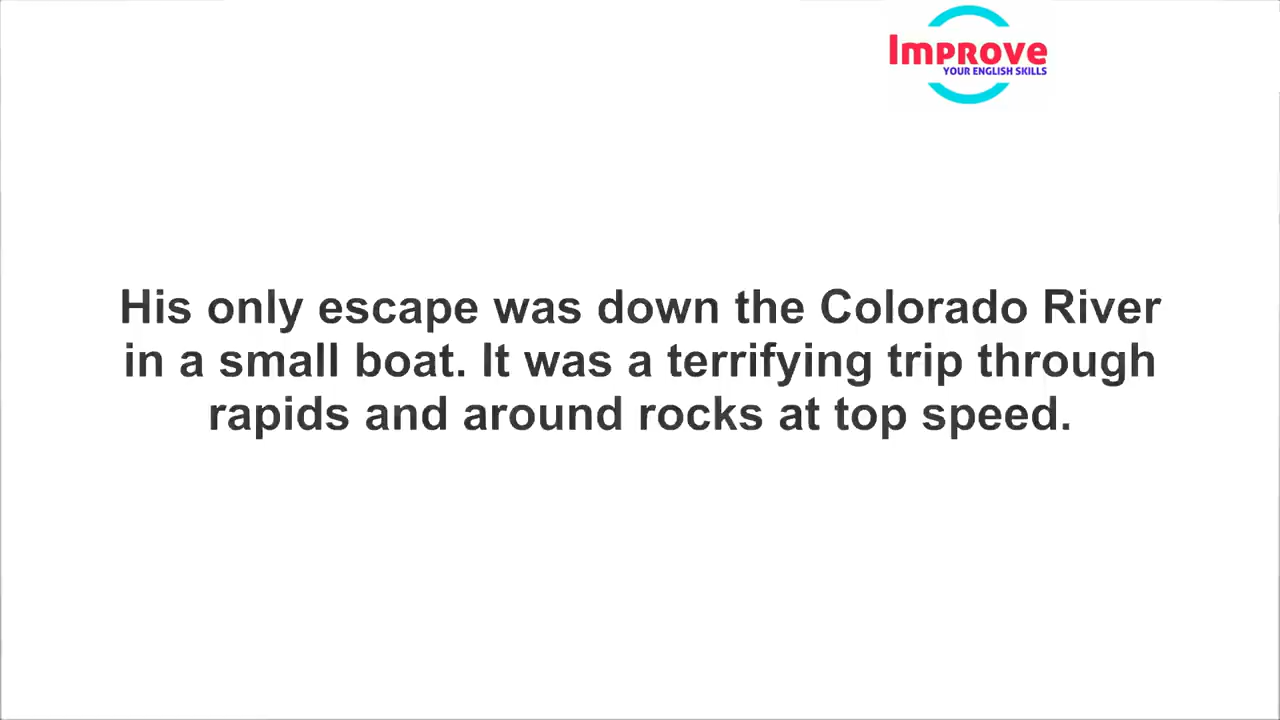 Improve
YOUR ENGLISH SKILLS
His only escape was down the Colorado River
in a small boat. It was a terrifying trip through
rapids and around rocks at top speed.